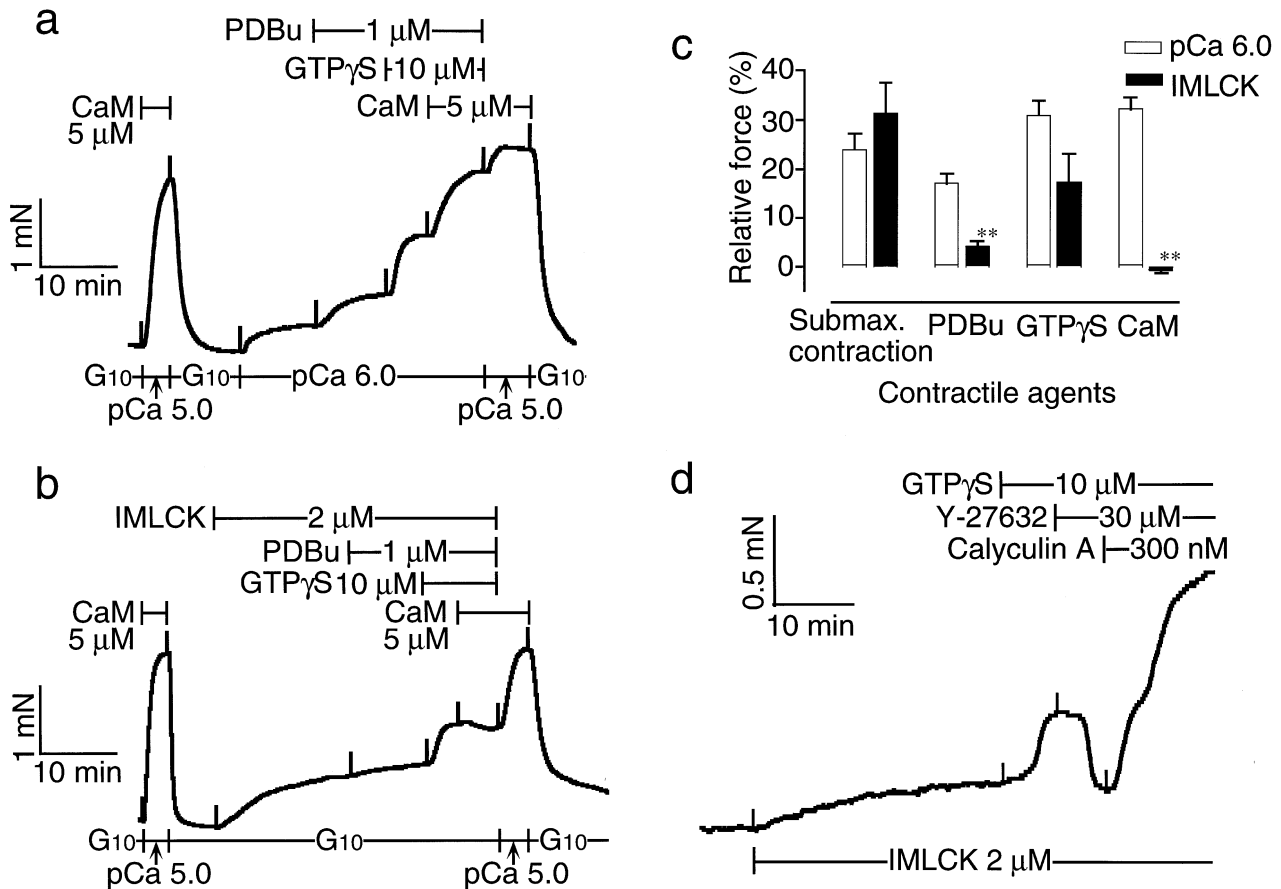 a
PDBu 1 µM
GTPγS 10 µM
CaM 5 µM
CaM
5 µM
1 mN
10 min
G10 G10 pCa 6.0 G10
pCa 5.0 pCa 5.0
b
IMLCK 2 µM
PDBu 1 µM
GTPγS 10 µM
CaM CaM
5 µM 5 µM
1 mN
10 min
G10 G10 G10
pCa 5.0 pCa 5.0
c
pCa 6.0
IMLCK
Relative force (%)
40
30
20
10
0
**
**
Submax. contraction PDBu GTPγS CaM
Contractile agents
d
GTPγS 10 µM
Y-27632 30 µM
Calyculin A 300 nM
0.5 mN
10 min
IMLCK 2 µM